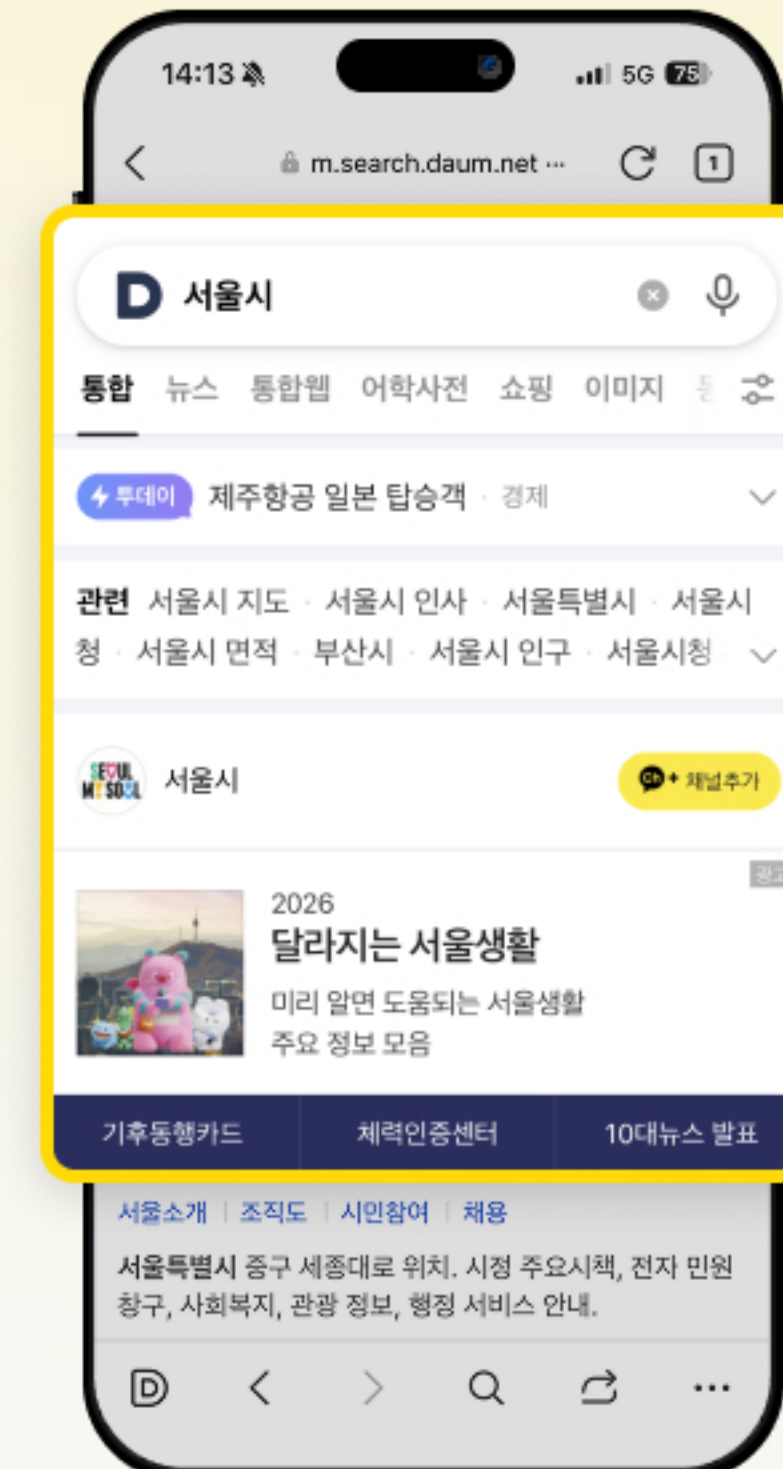 14:13 5G 75
m.search.daum.net ... 1
D 서울시
통합 뉴스 통합웹 어학사전 쇼핑 이미지
투데이 제주항공 일본 탑승객 · 경제
관련 서울시 지도 · 서울시 인사 · 서울특별시 · 서울시
청 · 서울시 면적 · 부산시 · 서울시 인구 · 서울시청
SEOUL
MY SOUL
서울시
Ch+ 채널추가
광고
2026
달라지는 서울생활
미리 알면 도움되는 서울생활
주요 정보 모음
기후동행카드 체력인증센터 10대뉴스 발표
서울소개 | 조직도 | 시민참여 | 채용
서울특별시 중구 세종대로 위치. 시정 주요시책, 전자 민원
창구, 사회복지, 관광 정보, 행정 서비스 안내.
D